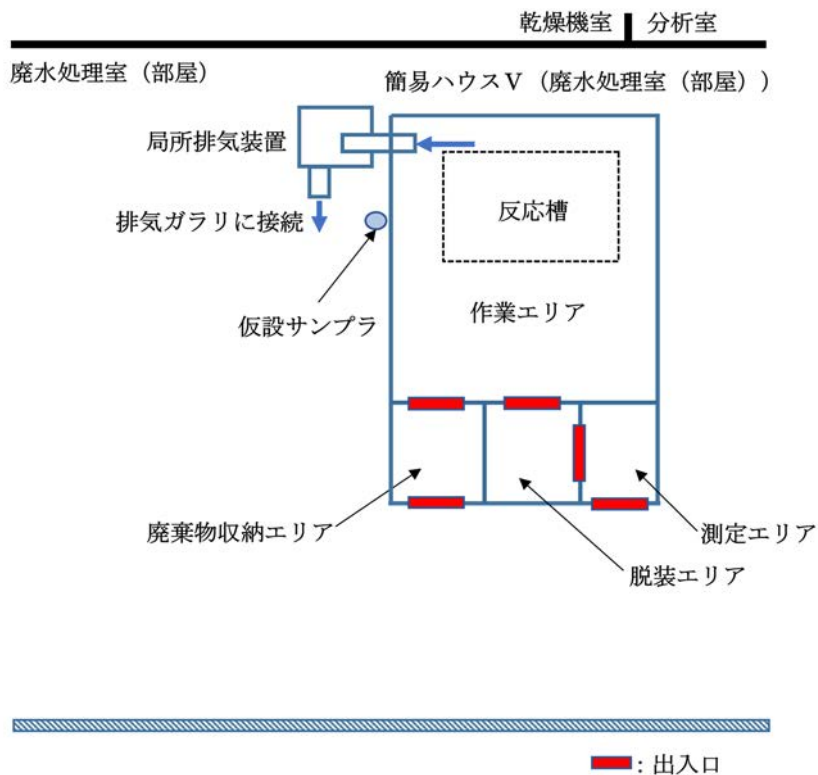 乾燥機室 分析室
廃水処理室（部屋）
簡易ハウスⅤ（廃水処理室（部屋））
局所排気装置
反応槽
排気ガラリに接続
仮設サンプラ
作業エリア
廃棄物収納エリア
測定エリア
脱装エリア
：出入口